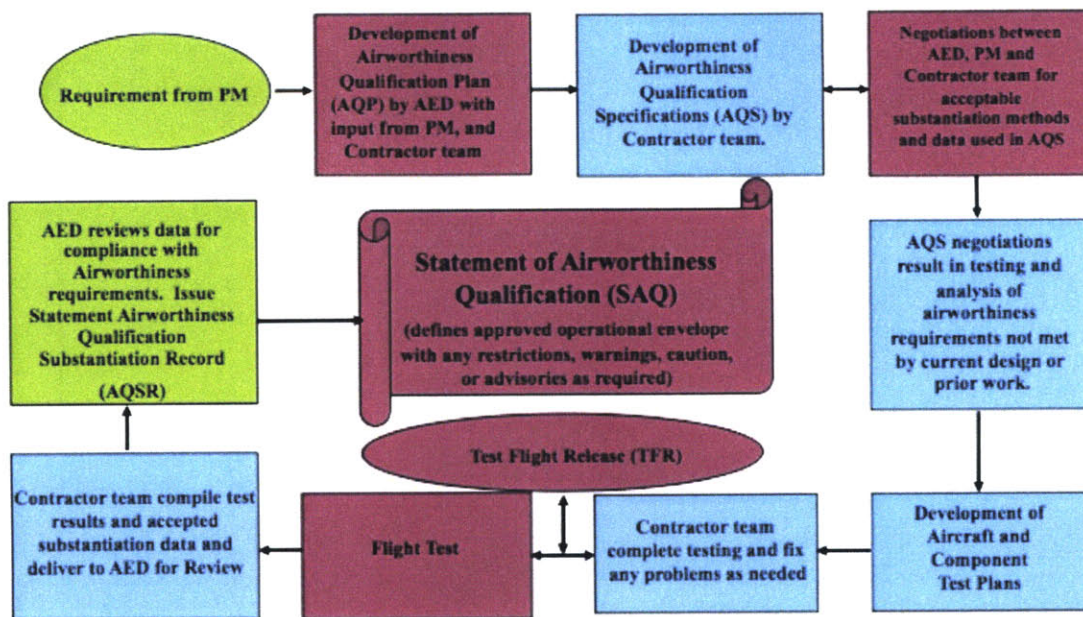 Requirement from PM
Development of
Airworthiness
Qualification Plan
(AQP) by AED with
input from PM, and
Contractor team
Development of
Airworthiness
Qualification
Specifications (AQS) by
Contractor team.
Negotiations between
AED, PM and
Contractor team for
acceptable
substantiation methods
and data used in AQS
AQS negotiations
result in testing and
analysis of
airworthiness
requirements not met
by current design or
prior work.
Development of
Aircraft and
Component
Test Plans
Contractor team
complete testing and fix
any problems as needed
Test Flight Release (TFR)
Flight Test
Contractor team compile test
results and accepted
substantiation data and
deliver to AED for Review
AED reviews data for
compliance with
Airworthiness
requirements. Issue
Statement Airworthiness
Qualification
Substantiation Record
(AQSR)
Statement of Airworthiness
Qualification (SAQ)
(defines approved operational envelope
with any restrictions, warnings, caution,
or advisories as required)